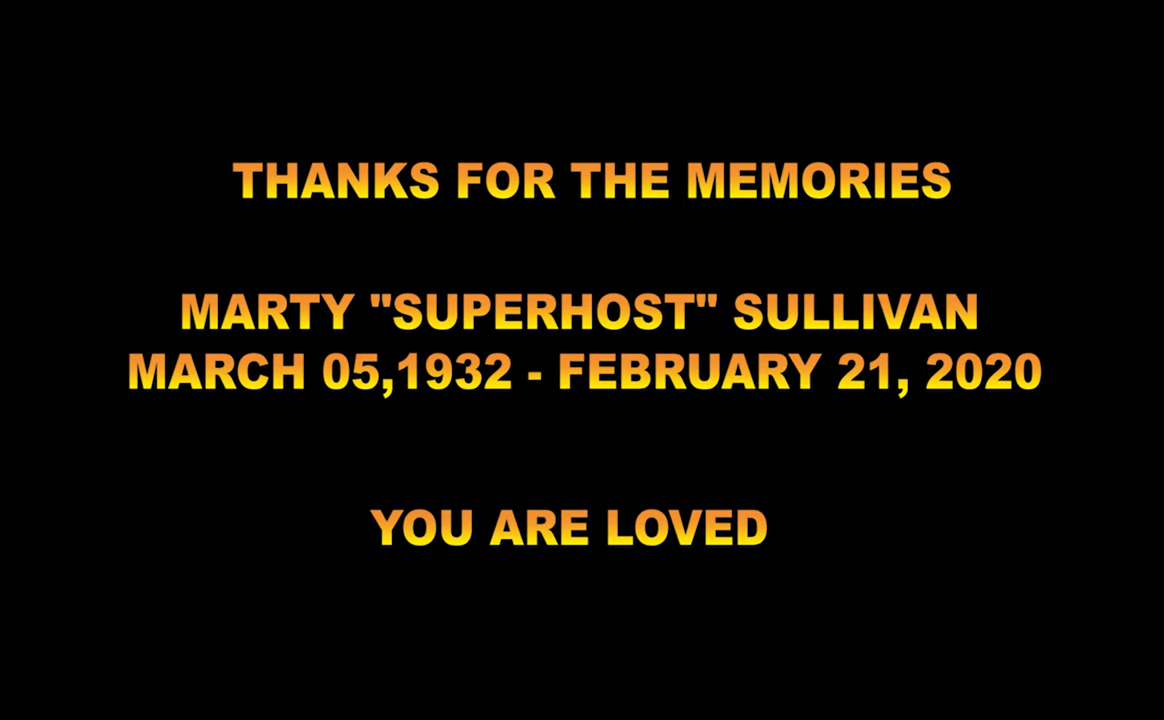 THANKS FOR THE MEMORIES
MARTY "SUPERHOST" SULLIVAN
MARCH 05,1932 - FEBRUARY 21, 2020
YOU ARE LOVED